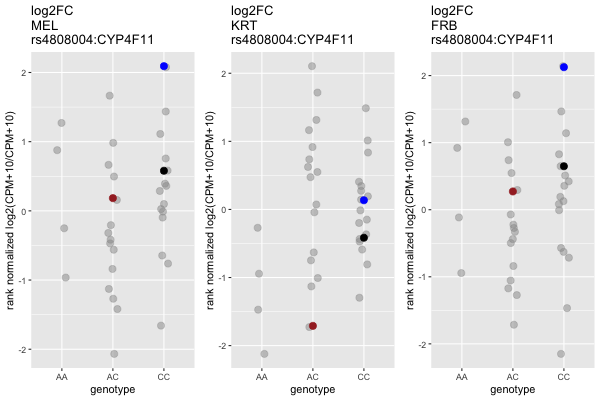 log2FC
MEL
rs4808004:CYP4F11
rank normalized log2(CPM+10/CPM+10)
2
1
0
-1
-2
AA AC CC
genotype
log2FC
KRT
rs4808004:CYP4F11
rank normalized log2(CPM+10/CPM+10)
2
1
0
-1
-2
AA AC CC
genotype
log2FC
FRB
rs4808004:CYP4F11
rank normalized log2(CPM+10/CPM+10)
2
1
0
-1
-2
AA AC CC
genotype